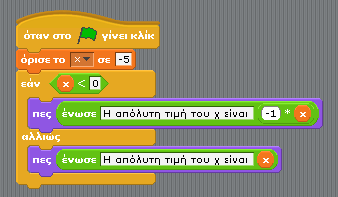 όταν στο γίνει κλίκ
όρισε το x σε -5
εάν x < 0
πες ένωσε Η απόλυτη τιμή του χ είναι -1 * x
αλλιώς
πες ένωσε Η απόλυτη τιμή του χ είναι x